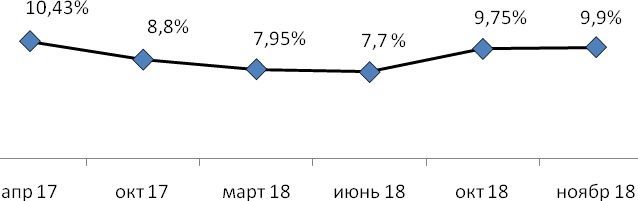 10,43%
8,8%
7,95%
7,7 %
9,75%
9,9%
апр 17
окт 17
март 18
июнь 18
окт 18
ноябр 18